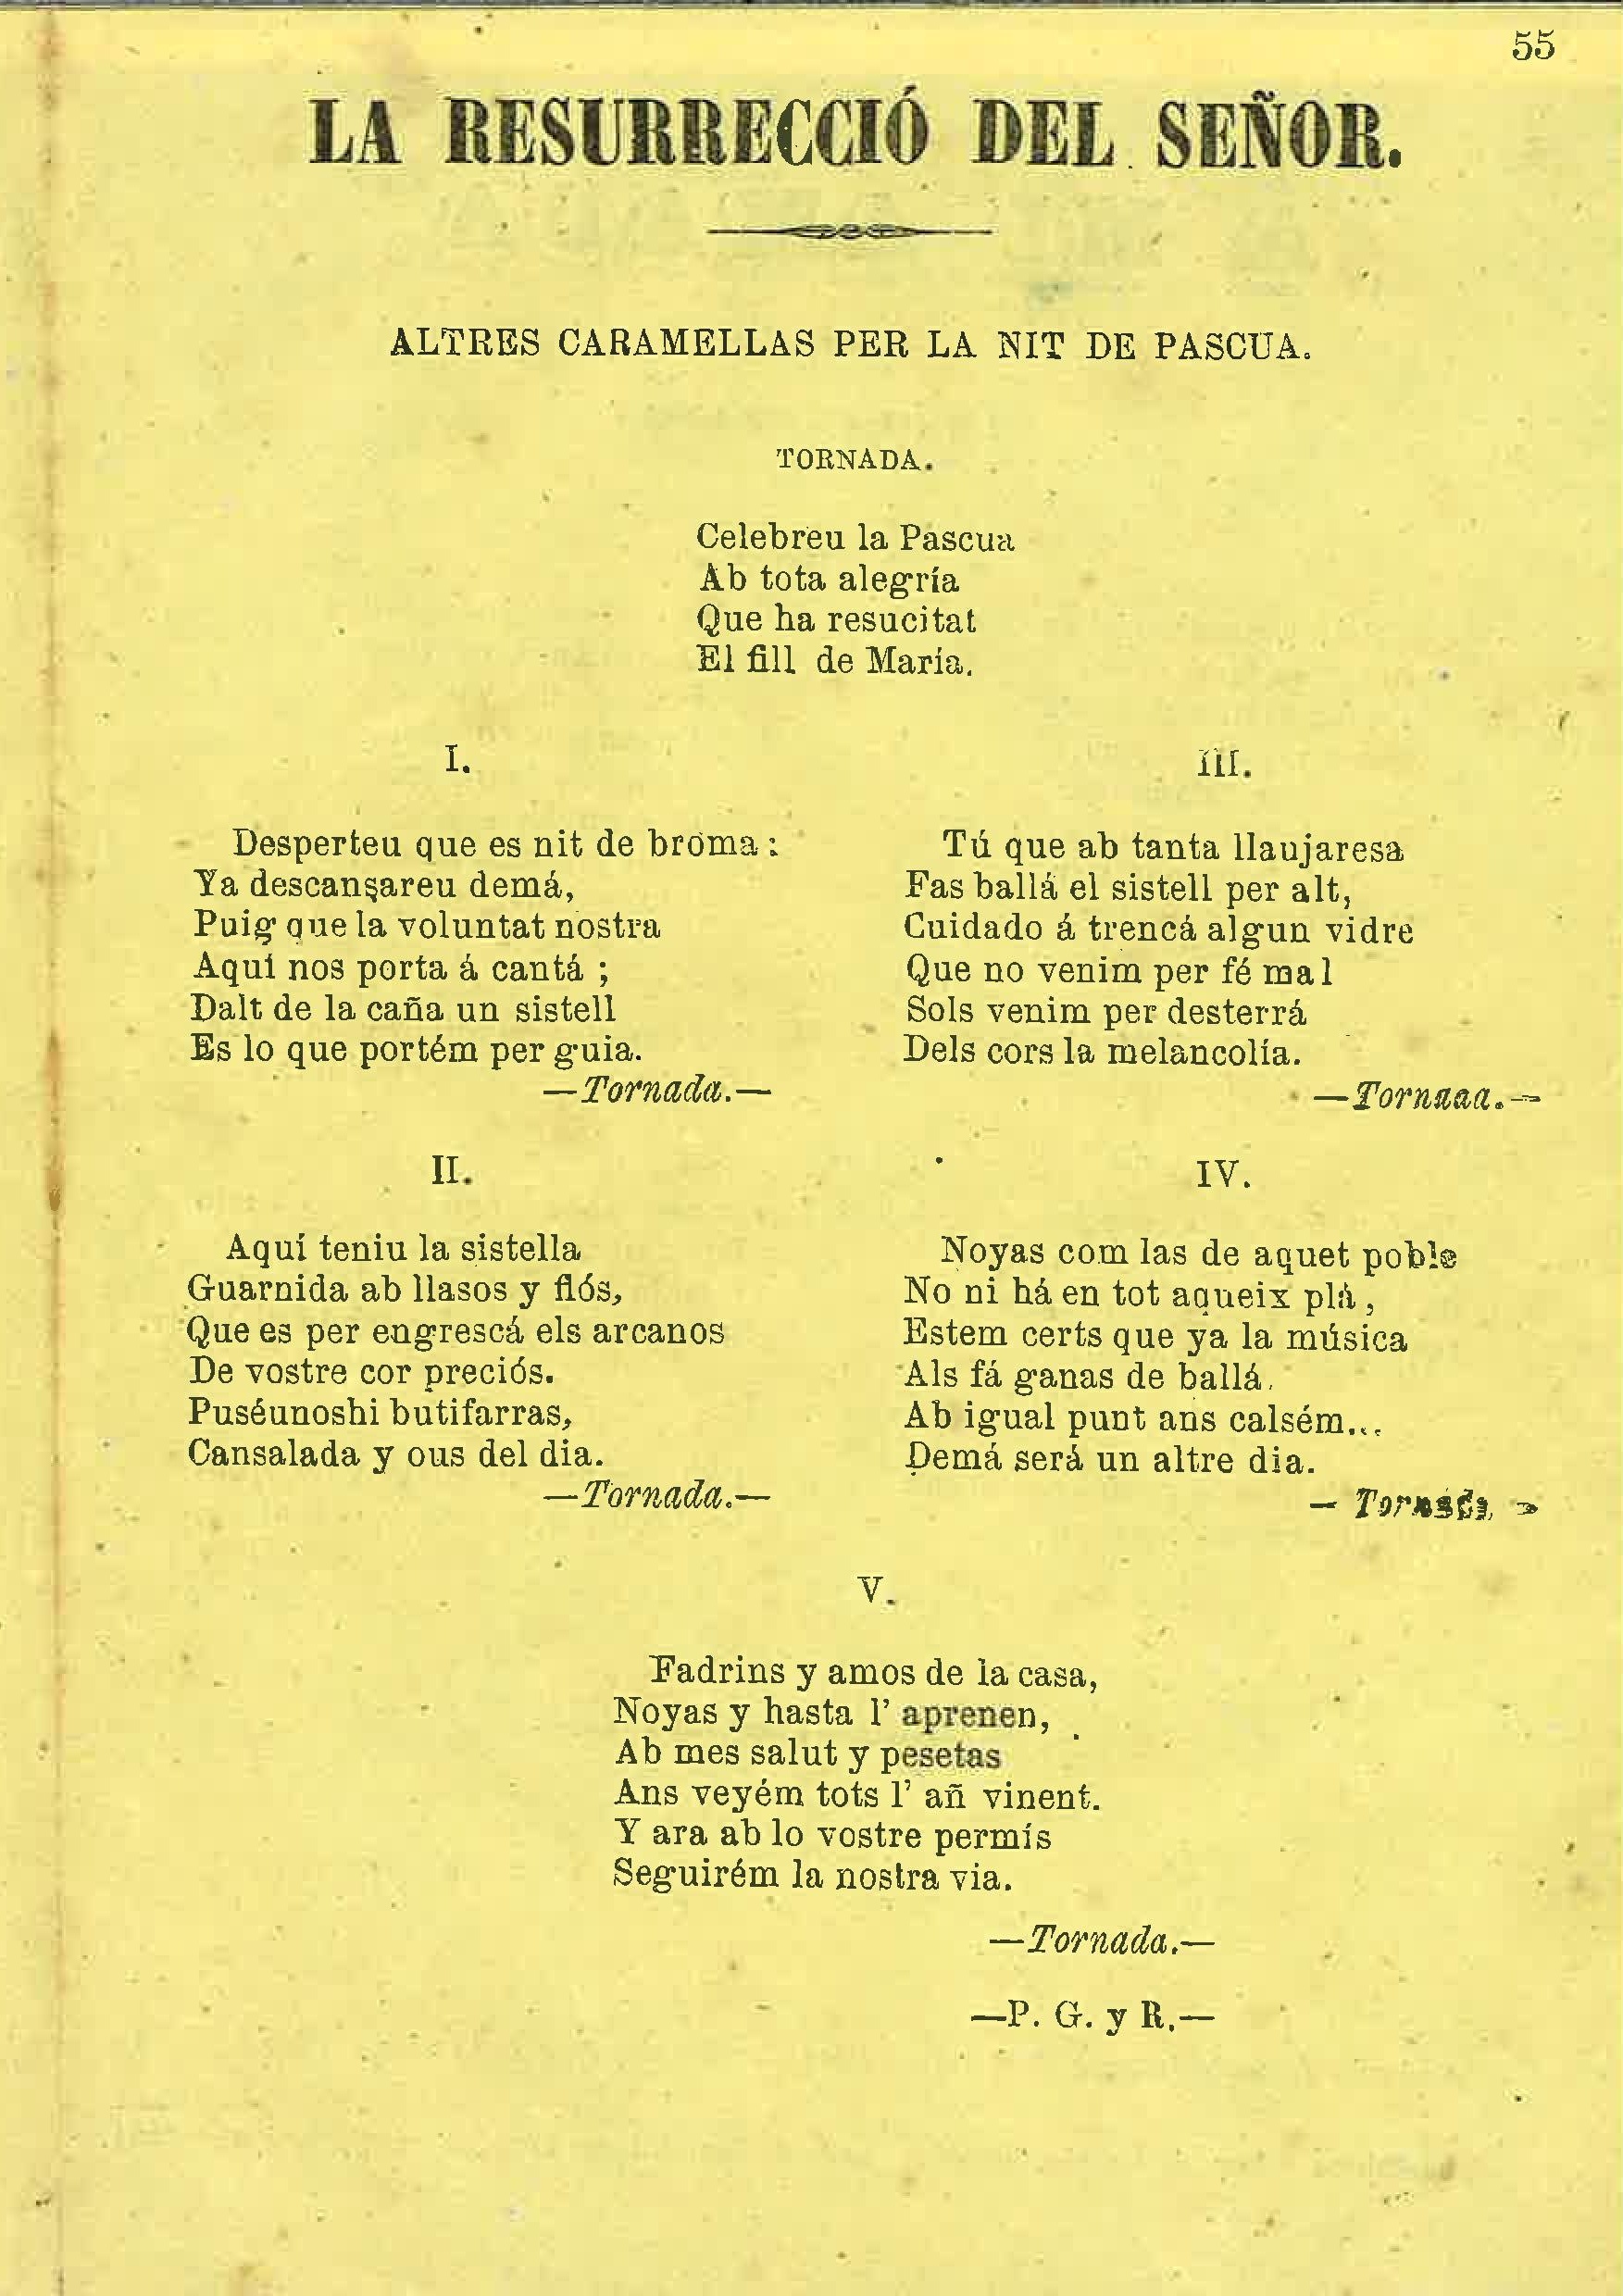 55
LA RESURRECCIÓ DEL SEÑOR.
ALTRES CARAMELLAS PER LA NIT DE PASCUA.
TORNADA.
Celebreu la Pascua
Ab tota alegría
Que ha resucitat
El fill de María.
I.
Desperteu que es nit de broma:
Ya descansareu demá,
Puig que la voluntat nostra
Aquí nos porta á cantá;
Dalt de la caña un sistell
Es lo que portém per guia.
—Tornada.—
II.
Aquí teniu la sistella
Guarnida ab llasos y flós,
Que es per engrescá els arcanos
De vostre cor preciós.
Puséunoshi butifarras,
Cansalada y ous del dia.
—Tornada.—
III.
Tú que ab tanta llaujaresa
Fas ballá el sistell per alt,
Cuidado á trencá algun vidre
Que no venim per fé mal
Sols venim per desterrá
Dels cors la melancolía.
—Tornada.—
IV.
Noyas com las de aquet poble
No ni há en tot aqueix plá,
Estem certs que ya la música
Als fá ganas de ballá.
Ab igual punt ans calsém...
Demá será un altre dia.
—Tornada.—
V.
Fadrins y amos de la casa,
Noyas y hasta l' aprenen,
Ab mes salut y pesetas
Ans veyém tots l' añ vinent.
Y ara ab lo vostre permís
Seguirém la nostra via.
—Tornada.—
—P. G. y R.—